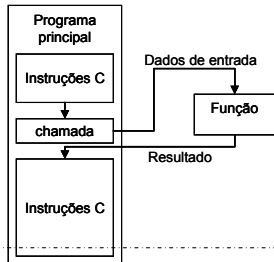 Programa
principal
Instruções C
chamada
Dados de entrada
Função
Resultado
Instruções C